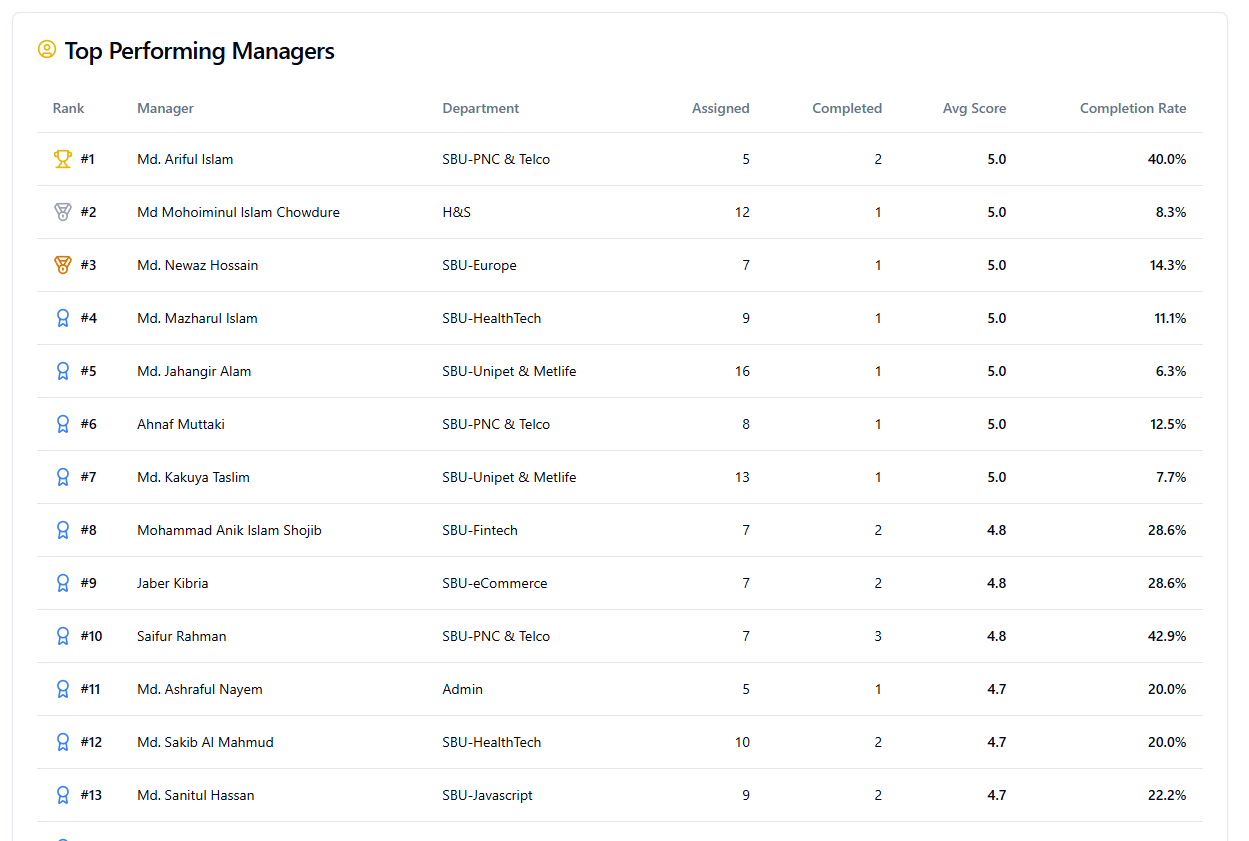 Top Performing Managers
Rank Manager Department Assigned Completed Avg Score Completion Rate
#1 Md. Ariful Islam SBU-PNC & Telco 5 2 5.0 40.0%
#2 Md Mohoiminul Islam Chowdure H&S 12 1 5.0 8.3%
#3 Md. Newaz Hossain SBU-Europe 7 1 5.0 14.3%
#4 Md. Mazharul Islam SBU-HealthTech 9 1 5.0 11.1%
#5 Md. Jahangir Alam SBU-Unipet & Metlife 16 1 5.0 6.3%
#6 Ahnaf Muttaki SBU-PNC & Telco 8 1 5.0 12.5%
#7 Md. Kakuya Taslim SBU-Unipet & Metlife 13 1 5.0 7.7%
#8 Mohammad Anik Islam Shojib SBU-Fintech 7 2 4.8 28.6%
#9 Jaber Kibria SBU-eCommerce 7 2 4.8 28.6%
#10 Saifur Rahman SBU-PNC & Telco 7 3 4.8 42.9%
#11 Md. Ashraful Nayem Admin 5 1 4.7 20.0%
#12 Md. Sakib Al Mahmud SBU-HealthTech 10 2 4.7 20.0%
#13 Md. Sanitul Hassan SBU-Javascript 9 2 4.7 22.2%